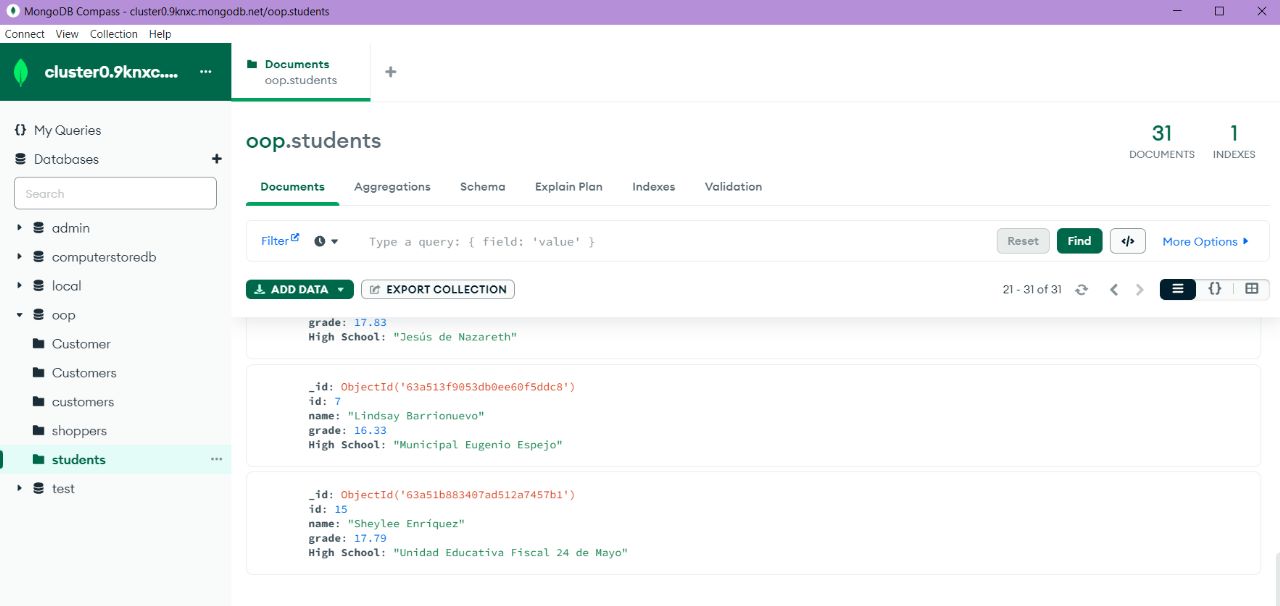 MongoDB Compass - cluster0.9knxc.mongodb.net/oop.students
Connect View Collection Help
cluster0.9knxc.... ...
Documents
oop.students
+
My Queries
Databases +
Search
admin
computerstoredb
local
oop
Customer
Customers
customers
shoppers
students ...
test
oop.students
31
DOCUMENTS
1
INDEXES
Documents Aggregations Schema Explain Plan Indexes Validation
Filter Type a query: { field: 'value' } Reset Find </> More Options
ADD DATA EXPORT COLLECTION 21 - 31 of 31 {}
grade: 17.83
High School: "Jesús de Nazareth"
_id: ObjectId('63a513f9053db0ee60f5ddc8')
id: 7
name: "Lindsay Barrionuevo"
grade: 16.33
High School: "Municipal Eugenio Espejo"
_id: ObjectId('63a51b883407ad512a7457b1')
id: 15
name: "Sheylee Enríquez"
grade: 17.79
High School: "Unidad Educativa Fiscal 24 de Mayo"